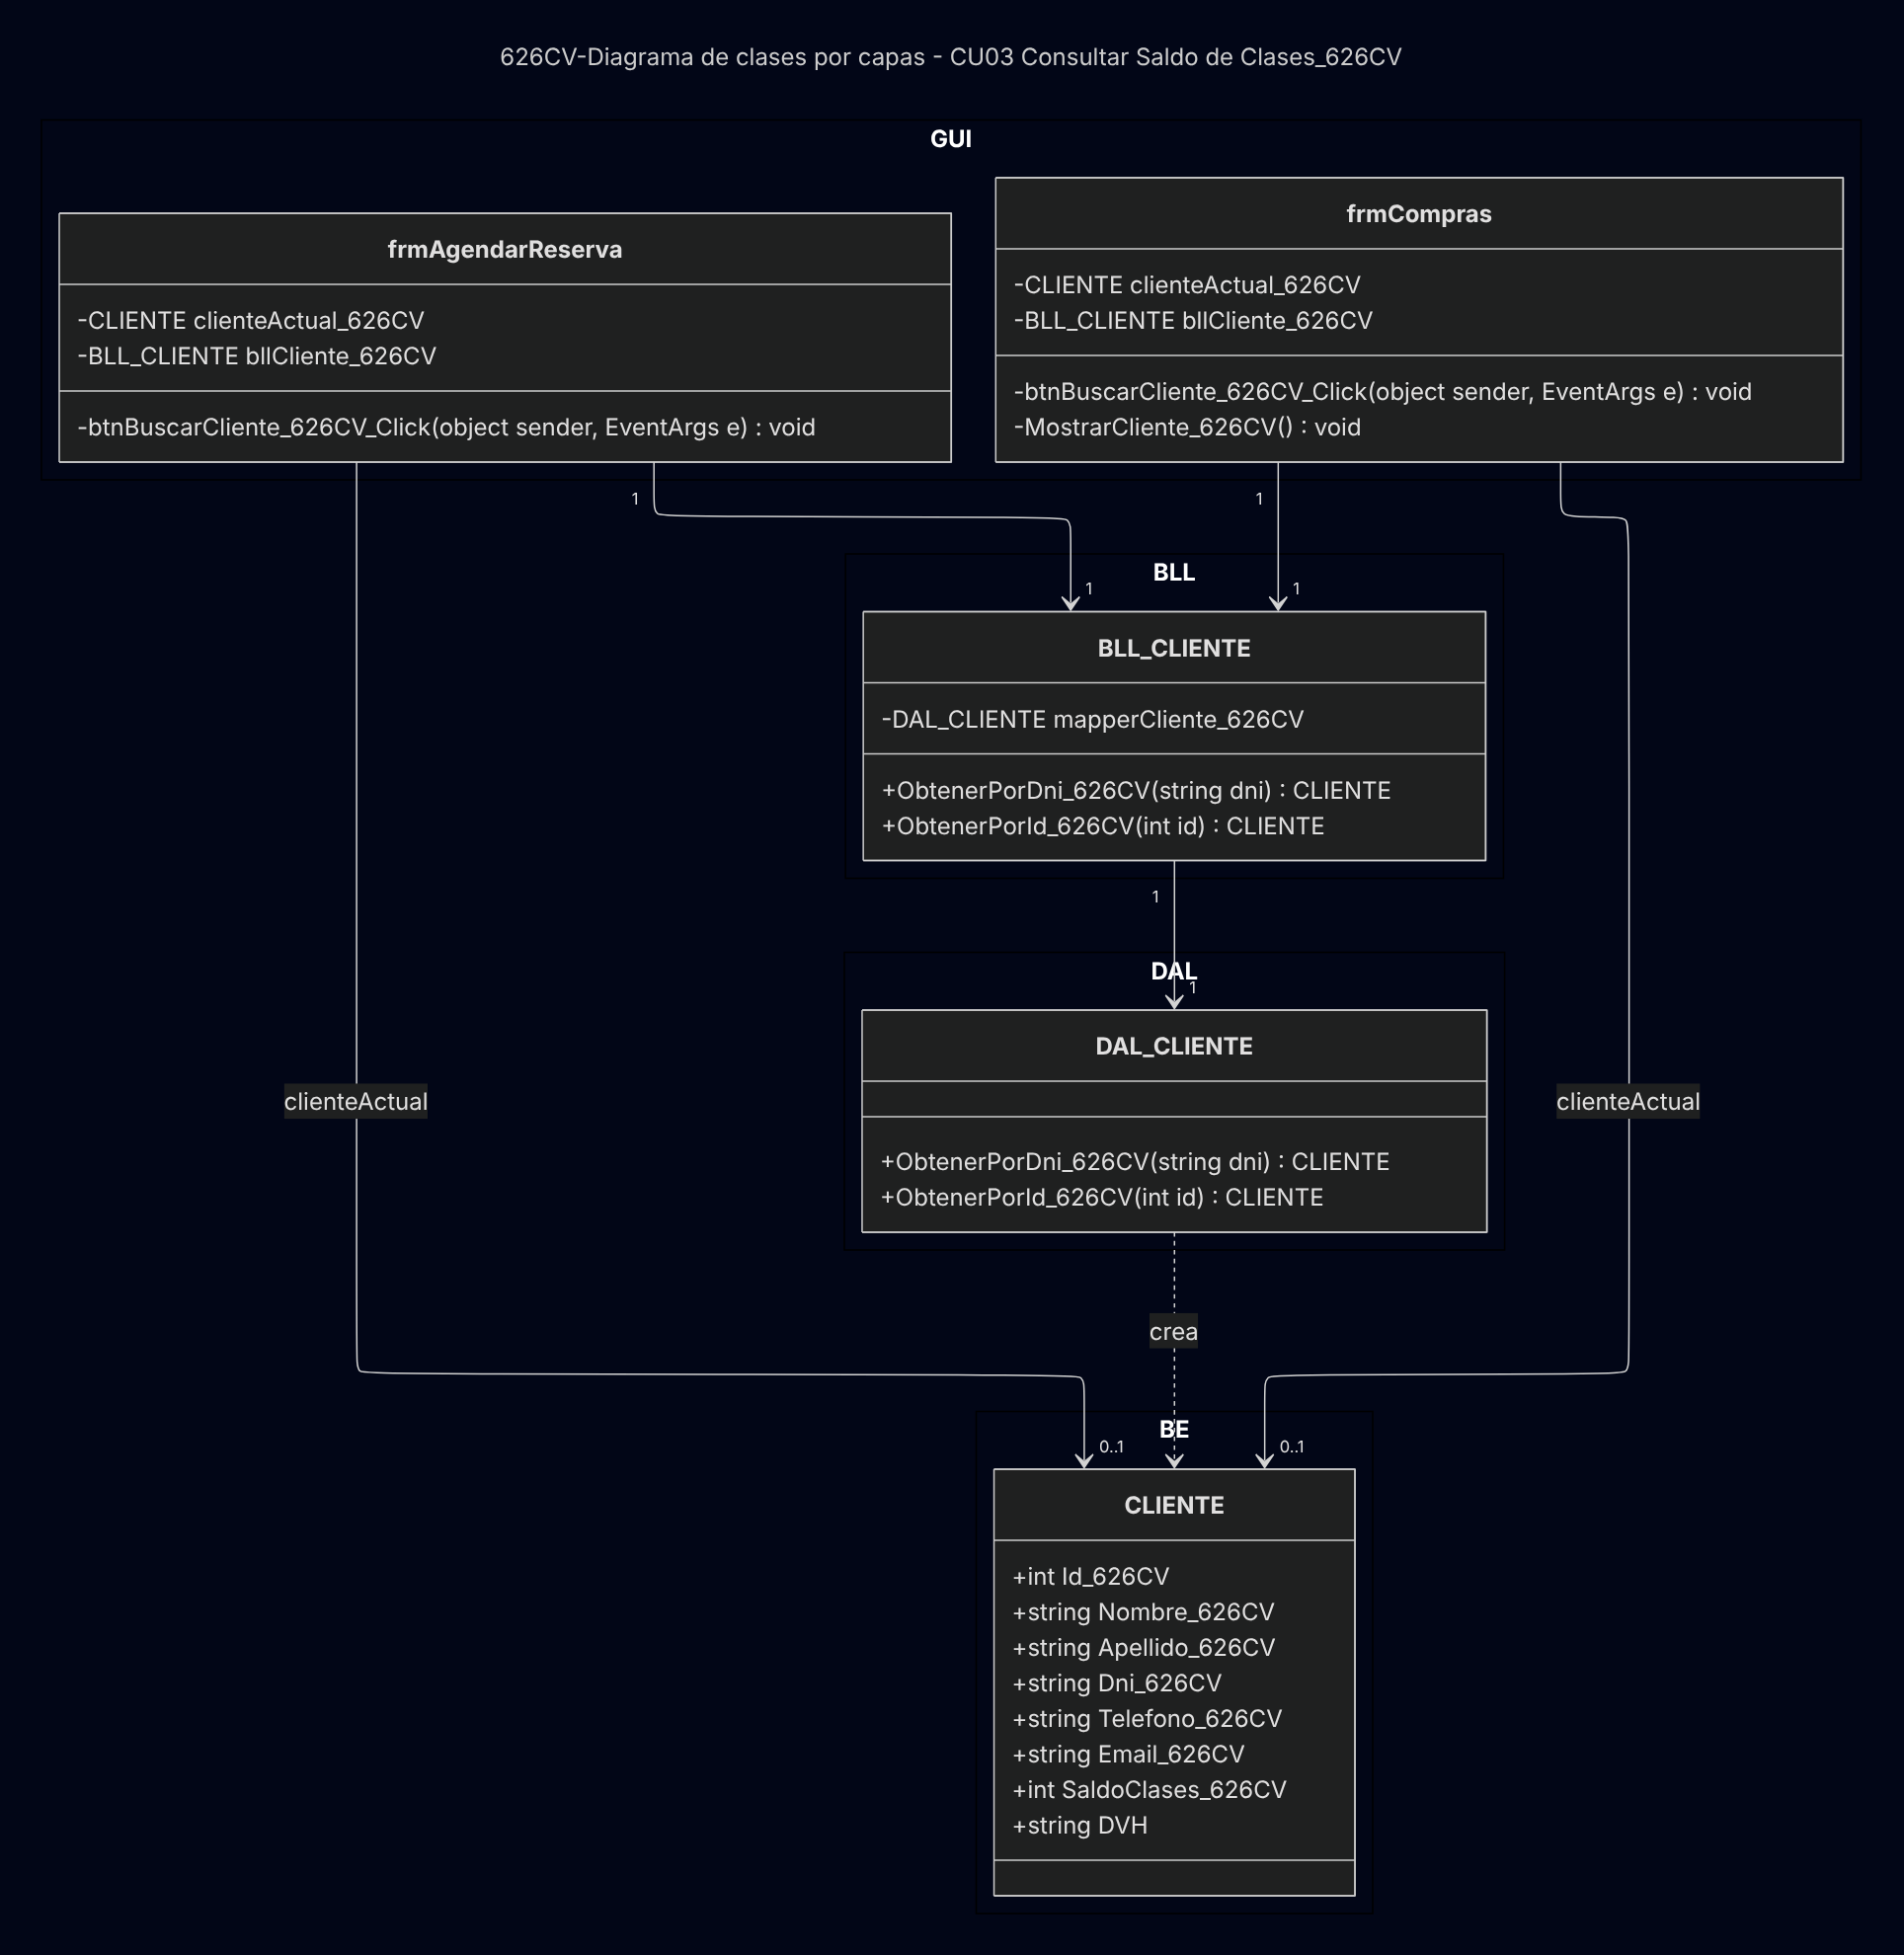 626CV-Diagrama de clases por capas - CU03 Consultar Saldo de Clases_626CV
GUI
frmAgendarReserva
-CLIENTE clienteActual_626CV
-BLL_CLIENTE bllCliente_626CV
-btnBuscarCliente_626CV_Click(object sender, EventArgs e) : void
frmCompras
-CLIENTE clienteActual_626CV
-BLL_CLIENTE bllCliente_626CV
-btnBuscarCliente_626CV_Click(object sender, EventArgs e) : void
-MostrarCliente_626CV() : void
1
1
BLL
1
1
BLL_CLIENTE
-DAL_CLIENTE mapperCliente_626CV
+ObtenerPorDni_626CV(string dni) : CLIENTE
+ObtenerPorId_626CV(int id) : CLIENTE
1
DAL
1
DAL_CLIENTE
+ObtenerPorDni_626CV(string dni) : CLIENTE
+ObtenerPorId_626CV(int id) : CLIENTE
clienteActual
clienteActual
crea
BE
0..1
0..1
CLIENTE
+int Id_626CV
+string Nombre_626CV
+string Apellido_626CV
+string Dni_626CV
+string Telefono_626CV
+string Email_626CV
+int SaldoClases_626CV
+string DVH